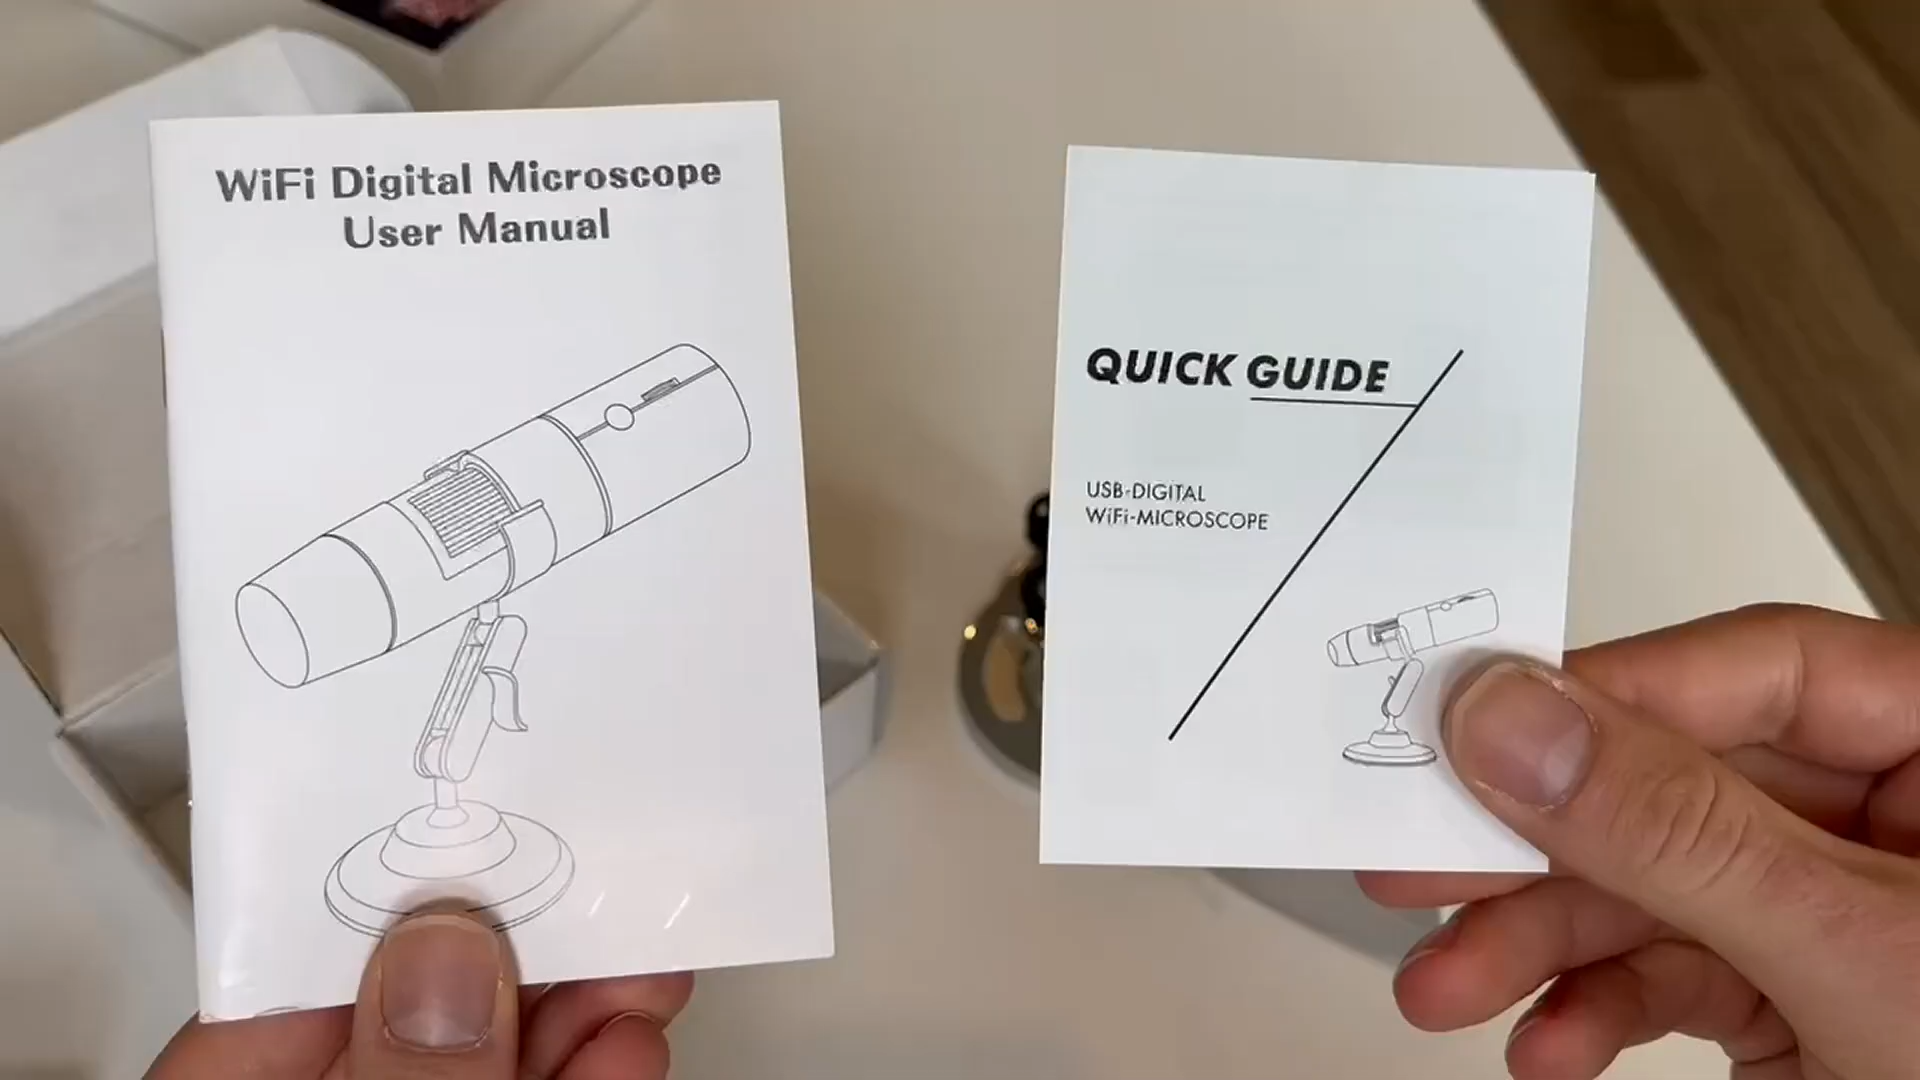 WiFi Digital Microscope
User Manual
QUICK GUIDE
USB-DIGITAL
WiFi-MICROSCOPE